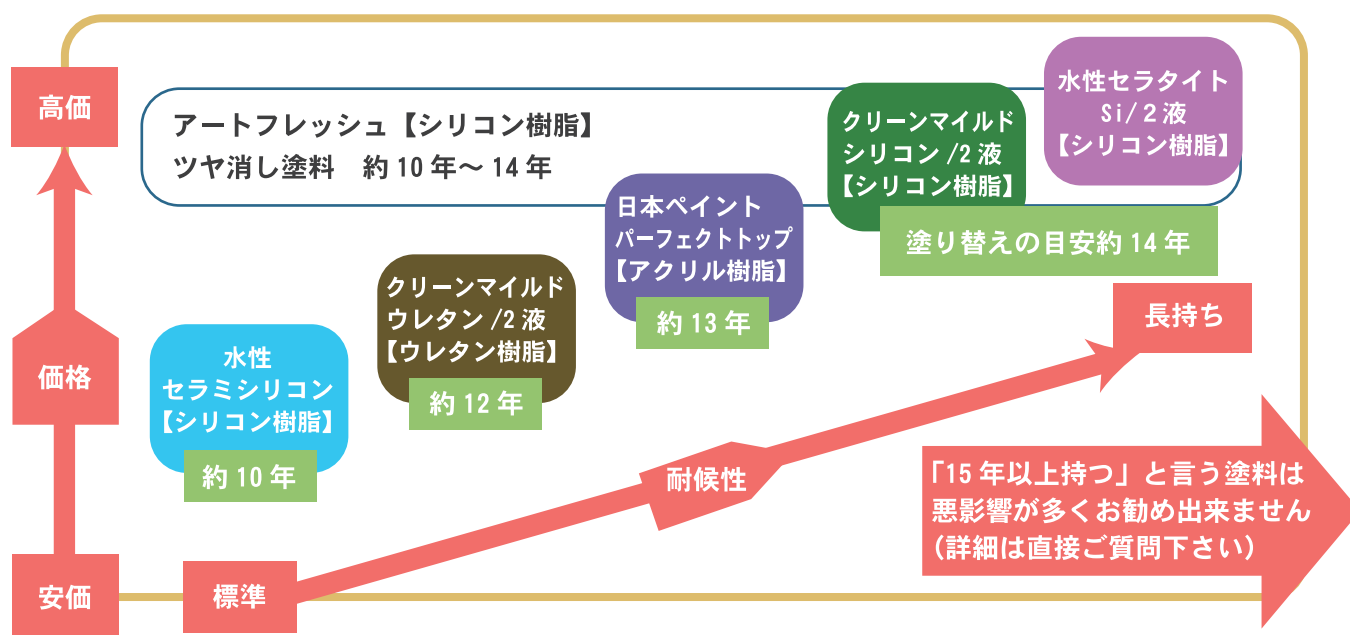 高価
アートフレッシュ【シリコン樹脂】
ツヤ消し塗料　約10年～14年
水性セラタイト
Si/2液
【シリコン樹脂】
クリーンマイルド
シリコン/2液
【シリコン樹脂】
塗り替えの目安約14年
日本ペイント
パーフェクトトップ
【アクリル樹脂】
約13年
クリーンマイルド
ウレタン/2液
【ウレタン樹脂】
約12年
水性
セラミシリコン
【シリコン樹脂】
約10年
価格
長持ち
耐候性
「15年以上持つ」と言う塗料は
悪影響が多くお勧め出来ません
（詳細は直接ご質問下さい）
安価
標準